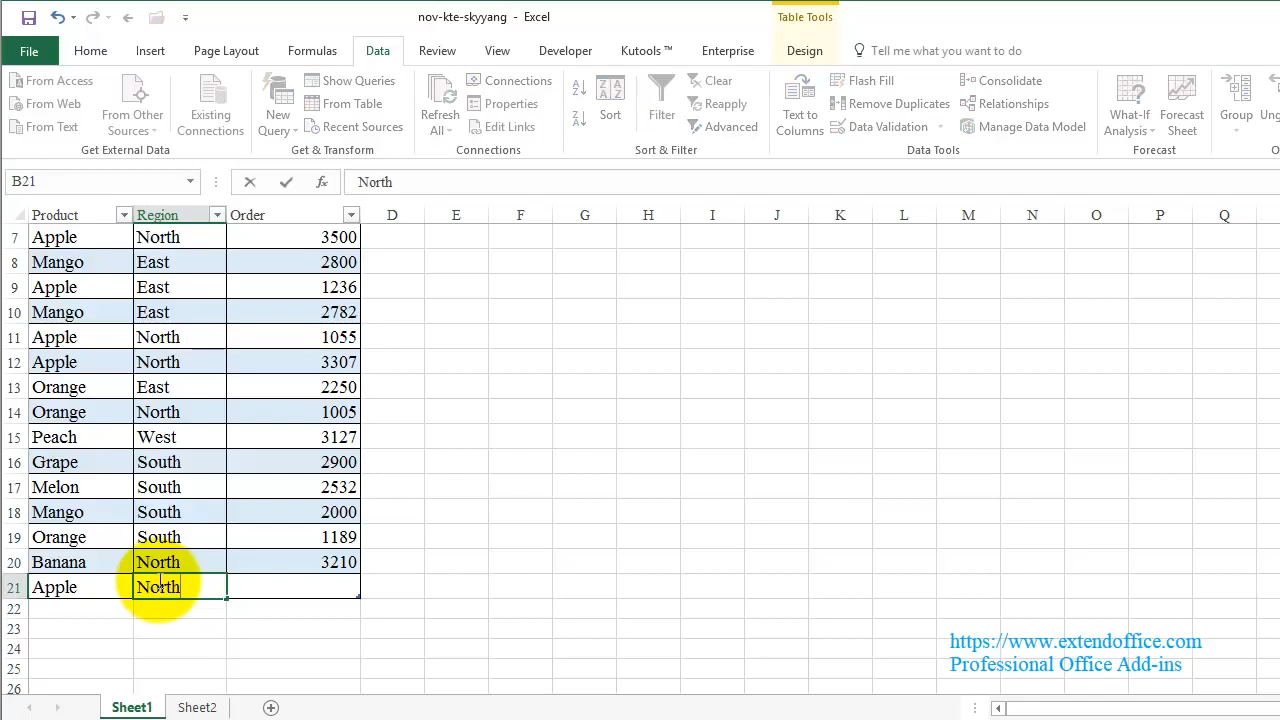 nov-kte-skyyang - Excel
Table Tools
File Home Insert Page Layout Formulas Data Review View Developer Kutools ™ Enterprise Design Tell me what you want to do
From Access
From Web
From Text
From Other Sources
Existing Connections
Get External Data
New Query
Show Queries
From Table
Recent Sources
Get & Transform
Refresh All
Connections
Properties
Edit Links
Connections
Sort
Filter
Clear
Reapply
Advanced
Sort & Filter
Text to Columns
Flash Fill
Remove Duplicates
Data Validation
Consolidate
Relationships
Manage Data Model
Data Tools
What-If Analysis
Forecast Sheet
Forecast
Group
B21 fx North
Product Region Order D E F G H I J K L M N O P Q
7 Apple North 3500
8 Mango East 2800
9 Apple East 1236
10 Mango East 2782
11 Apple North 1055
12 Apple North 3307
13 Orange East 2250
14 Orange North 1005
15 Peach West 3127
16 Grape South 2900
17 Melon South 2532
18 Mango South 2000
19 Orange South 1189
20 Banana North 3210
21 Apple North
22
23
24
25
26
https://www.extendoffice.com
Professional Office Add-ins
Sheet1 Sheet2